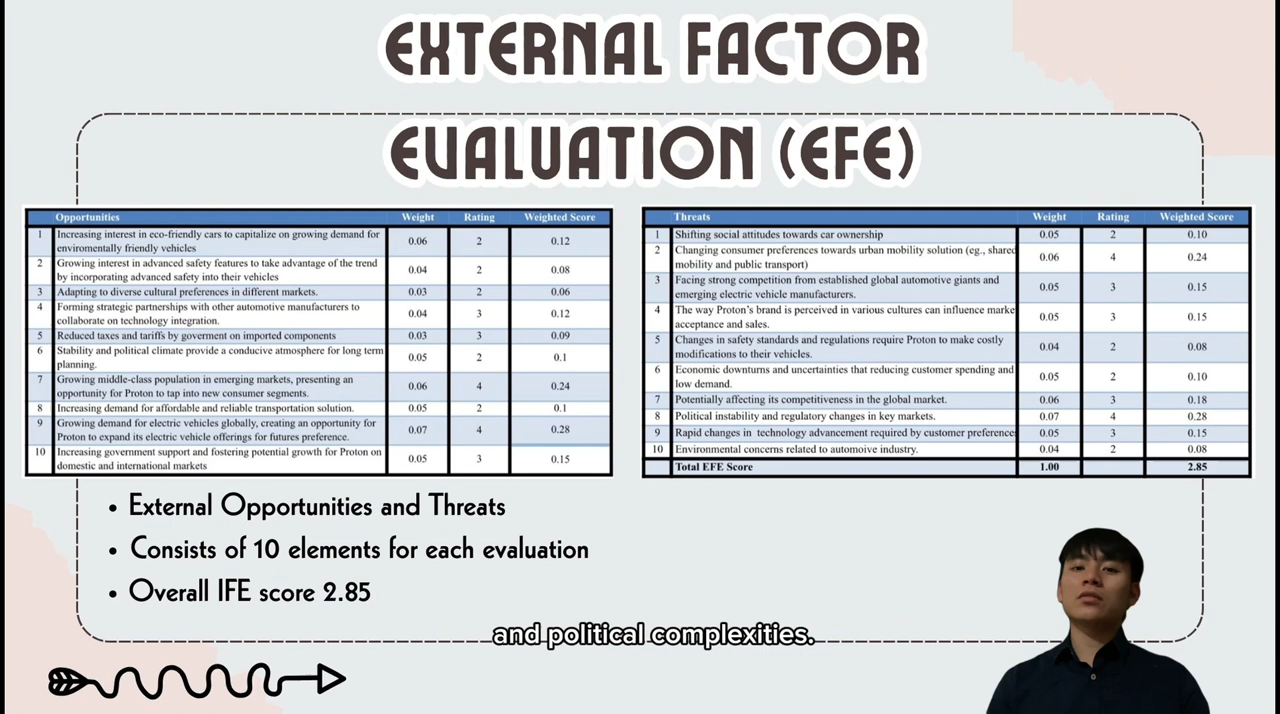 EXTERNAL FACTOR
EVALUATION (EFE)
Opportunities Weight Rating Weighted Score
1 Increasing interest in eco-friendly cars to capitalize on growing demand for
enviromentally friendly vehicles 0.06 2 0.12
2 Growing interest in advanced safety features to take advantage of the trend
by incorporating advanced safety into their vehicles 0.04 2 0.08
3 Adapting to diverse cultural preferences in different markets. 0.03 2 0.06
4 Forming strategic partnerships with other automotive manufacturers to
collaborate on technology integration. 0.04 3 0.12
5 Reduced taxes and tariffs by goverment on imported components 0.03 3 0.09
6 Stability and political climate provide a conducive atmosphere for long term
planning. 0.05 2 0.1
7 Growing middle-class population in emerging markets, presenting an
opportunity for Proton to tap into new consumer segments. 0.06 4 0.24
8 Increasing demand for affordable and reliable transportation solution. 0.05 2 0.1
9 Growing demand for electric vehicles globally, creating an opportunity for
Proton to expand its electric vehicle offerings for futures preference. 0.07 4 0.28
10 Increasing government support and fostering potential growth for Proton on
domestic and international markets 0.05 3 0.15
Threats Weight Rating Weighted Score
1 Shifting social attitudes towards car ownership 0.05 2 0.10
2 Changing consumer preferences towards urban mobility solution (eg., shared
mobility and public transport) 0.06 4 0.24
3 Facing strong competition from established global automotive giants and
emerging electric vehicle manufacturers. 0.05 3 0.15
4 The way Proton's brand is perceived in various cultures can influence marke
acceptance and sales. 0.05 3 0.15
5 Changes in safety standards and regulations require Proton to make costly
modifications to their vehicles. 0.04 2 0.08
6 Economic downturns and uncertainties that reducing customer spending and
low demand. 0.05 2 0.10
7 Potentially affecting its competitiveness in the global market. 0.06 3 0.18
8 Political instability and regulatory changes in key markets. 0.07 4 0.28
9 Rapid changes in technology advancement required by customer preference 0.05 3 0.15
10 Environmental concerns related to automoive industry. 0.04 2 0.08
Total EFE Score 1.00 2.85
• External Opportunities and Threats
• Consists of 10 elements for each evaluation
• Overall IFE score 2.85
and political complexities.